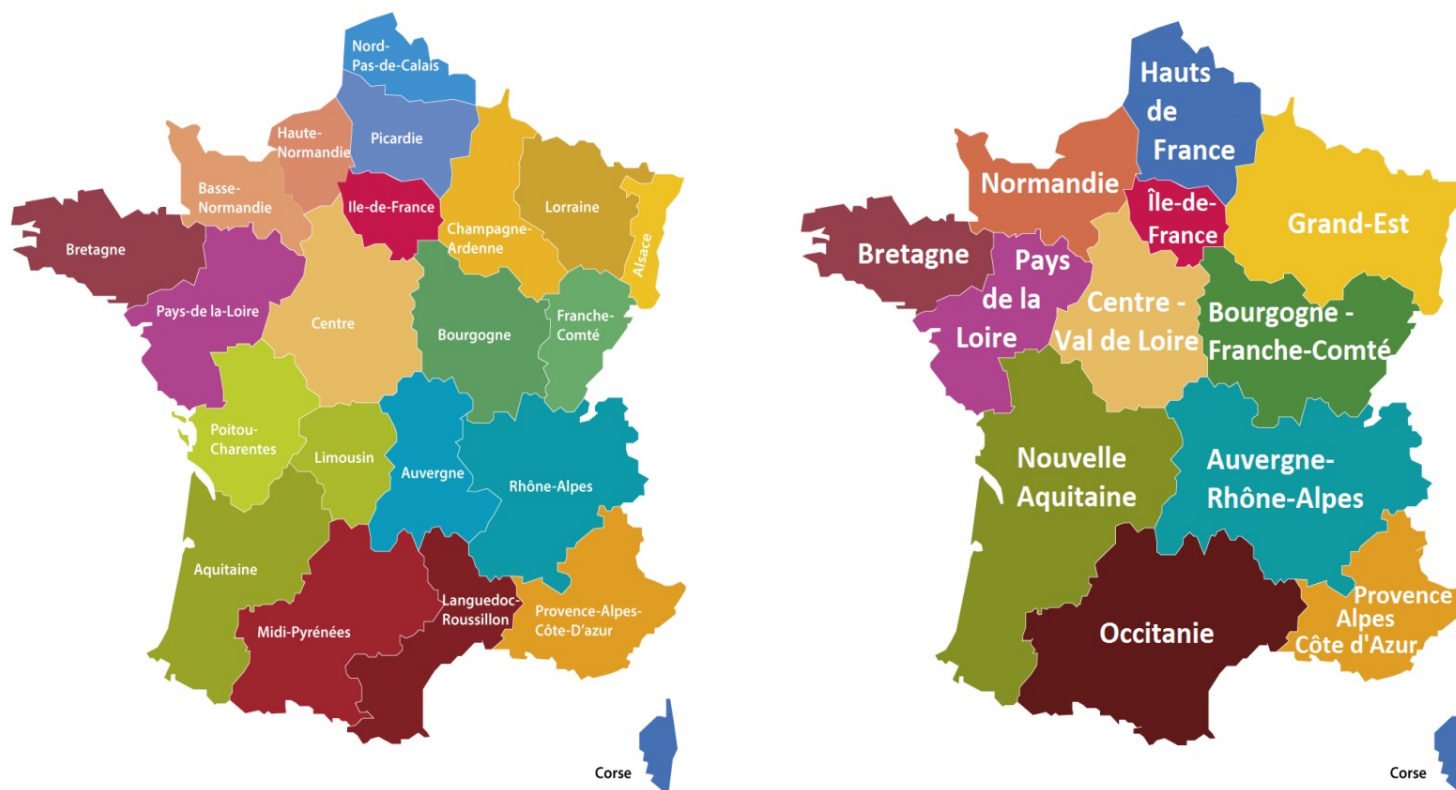 Nord-
Pas-de-Calais
Haute-
Normandie
Picardie
Basse-
Normandie
Ile-de-France
Champagne-
Ardenne
Lorraine
Alsace
Bretagne
Pays-de la-Loire
Centre
Bourgogne
Franche-
Comté
Poitou-
Charentes
Limousin
Auvergne
Rhône-Alpes
Aquitaine
Midi-Pyrénées
Languedoc-
Roussillon
Provence-Alpes-
Côte-D'azur
Corse
Hauts
de
France
Normandie
Île-de-
France
Grand-Est
Bretagne
Pays
de la
Loire
Centre -
Val de Loire
Bourgogne -
Franche-Comté
Nouvelle
Aquitaine
Auvergne-
Rhône-Alpes
Occitanie
Provence
Alpes
Côte d'Azur
Corse